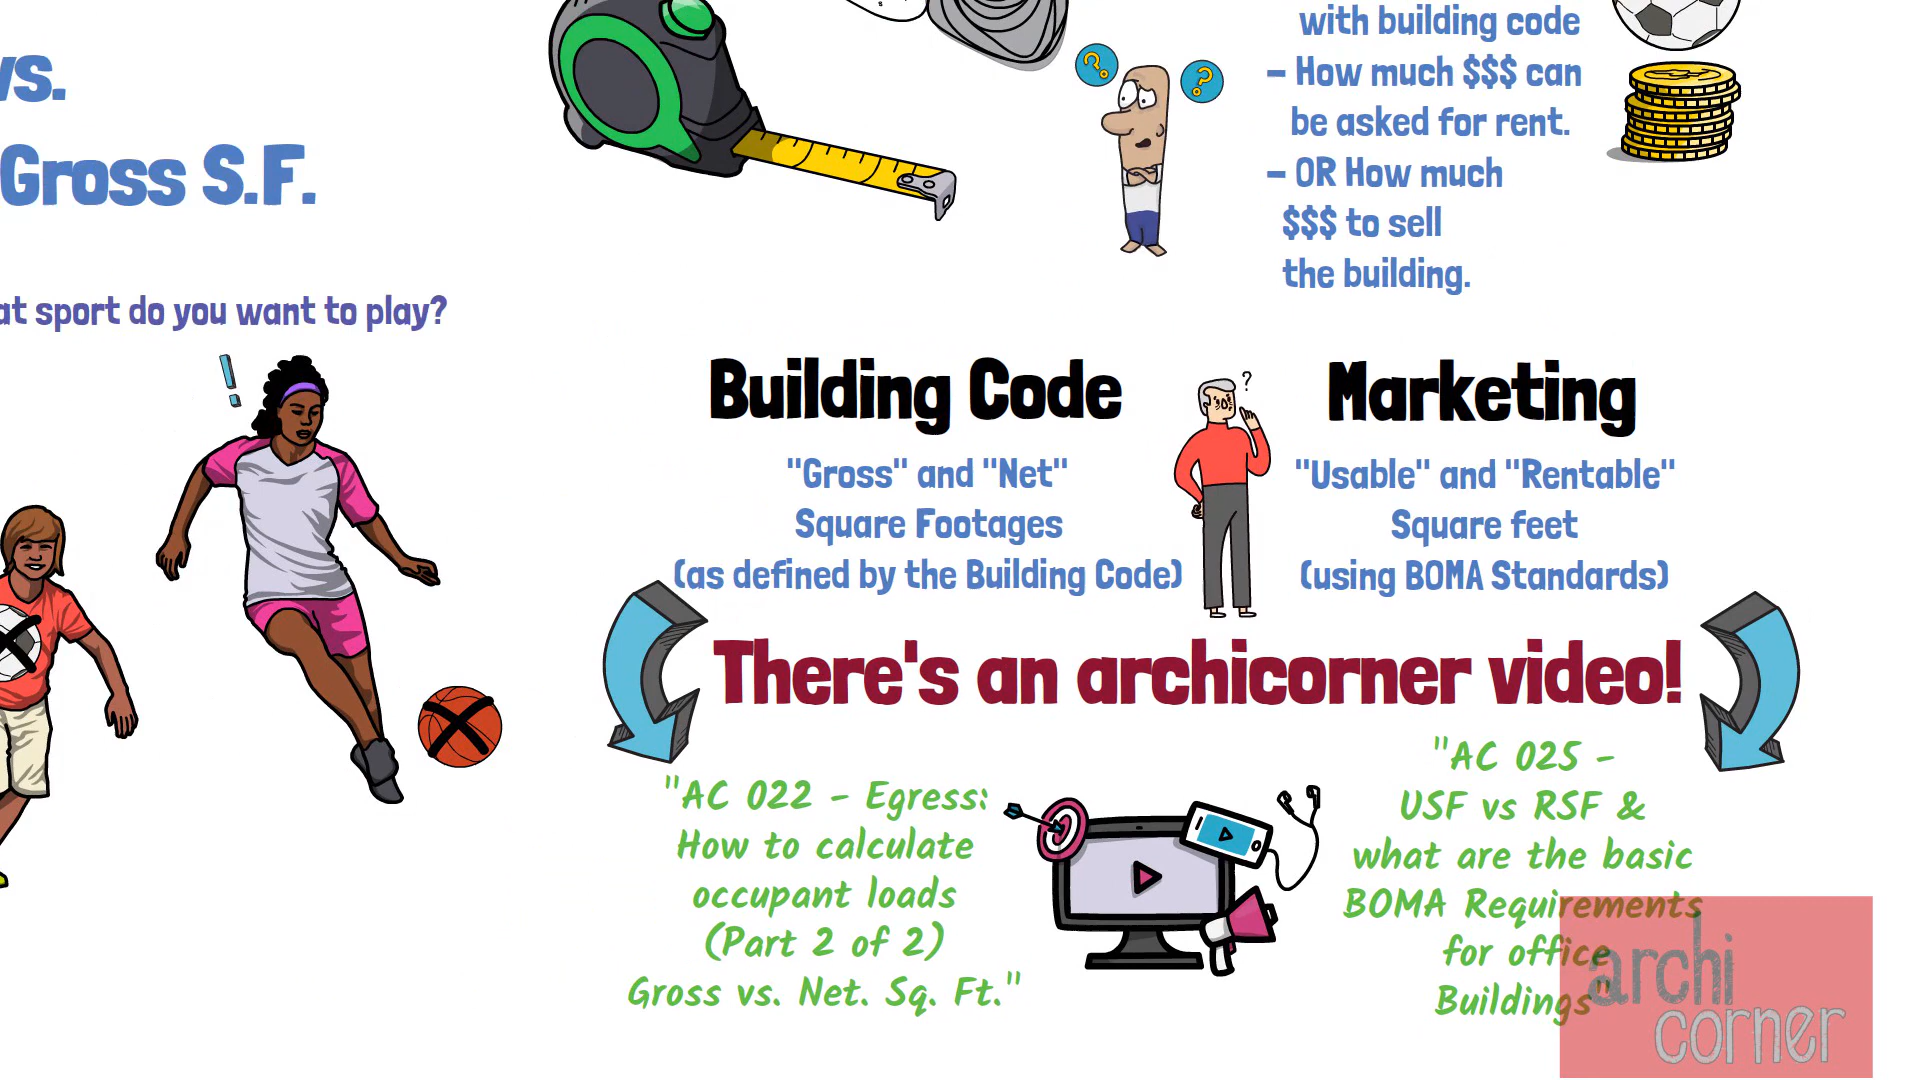 vs.
Gross S.F.
at sport do you want to play?
with building code
– How much $$$ can
be asked for rent.
– OR How much
$$$ to sell
the building.
Building Code
"Gross" and "Net"
Square Footages
(as defined by the Building Code)
Marketing
"Usable" and "Rentable"
Square feet
(using BOMA Standards)
There's an archicorner video!
"AC 022 – Egress:
How to calculate
occupant loads
(Part 2 of 2)
Gross vs. Net. Sq. Ft."
"AC 025 –
USF vs RSF &
what are the basic
BOMA Requirements
for office
Buildings"
archi
corner